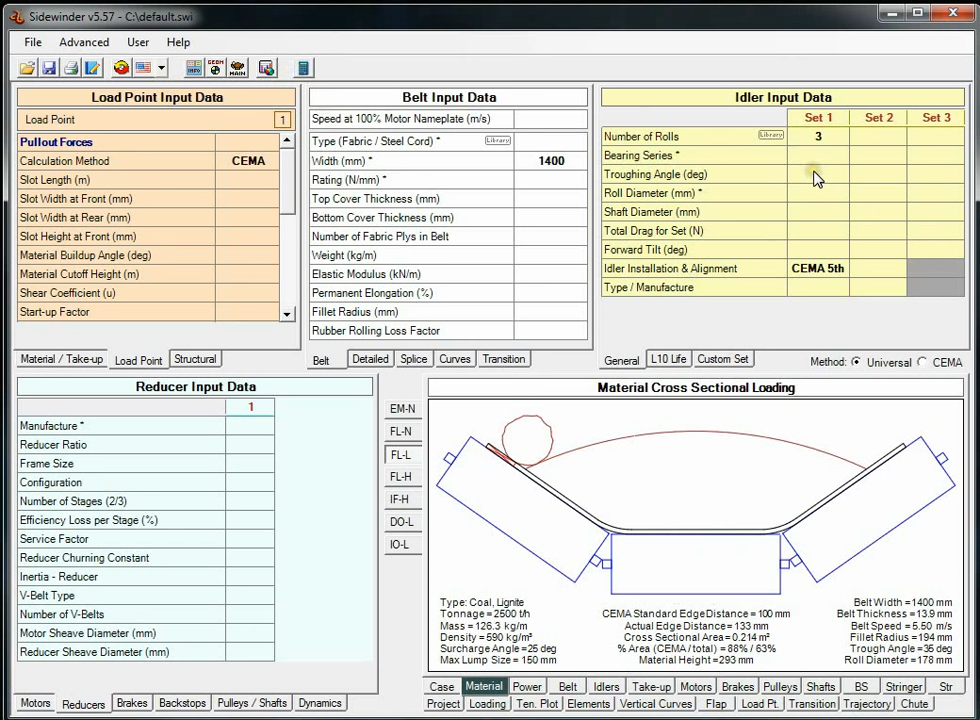 Sidewinder v5.57 - C:\default.swi
File Advanced User Help
Load Point Input Data
Load Point 1
Pullout Forces
Calculation Method CEMA
Slot Length (m)
Slot Width at Front (mm)
Slot Width at Rear (mm)
Slot Height at Front (mm)
Material Buildup Angle (deg)
Material Cutoff Height (m)
Shear Coefficient (u)
Start-up Factor
Material / Take-up Load Point Structural
Belt Input Data
Speed at 100% Motor Nameplate (m/s)
Type (Fabric / Steel Cord) * Library
Width (mm) * 1400
Rating (N/mm) *
Top Cover Thickness (mm)
Bottom Cover Thickness (mm)
Number of Fabric Plys in Belt
Weight (kg/m)
Elastic Modulus (kN/m)
Permanent Elongation (%)
Fillet Radius (mm)
Rubber Rolling Loss Factor
Belt Detailed Splice Curves Transition
Idler Input Data
Set 1 Set 2 Set 3
Number of Rolls Library 3
Bearing Series *
Troughing Angle (deg)
Roll Diameter (mm) *
Shaft Diameter (mm)
Total Drag for Set (N)
Forward Tilt (deg)
Idler Installation & Alignment CEMA 5th
Type / Manufacture
General L10 Life Custom Set Method: Universal CEMA
Reducer Input Data
1
Manufacture *
Reducer Ratio
Frame Size
Configuration
Number of Stages (2/3)
Efficiency Loss per Stage (%)
Service Factor
Reducer Churning Constant
Inertia - Reducer
V-Belt Type
Number of V-Belts
Motor Sheave Diameter (mm)
Reducer Sheave Diameter (mm)
Motors Reducers Brakes Backstops Pulleys / Shafts Dynamics
EM-N
FL-N
FL-L
FL-H
IF-H
DO-L
IO-L
Material Cross Sectional Loading
Type: Coal, Lignite
Tonnage = 2500 t/h
Mass = 126.3 kg/m
Density = 590 kg/m³
Surcharge Angle = 25 deg
Max Lump Size = 150 mm
CEMA Standard Edge Distance = 100 mm
Actual Edge Distance = 133 mm
Cross Sectional Area = 0.214 m²
% Area (CEMA / total) = 88% / 63%
Material Height = 293 mm
Belt Width = 1400 mm
Belt Thickness = 13.9 mm
Belt Speed = 5.50 m/s
Fillet Radius = 194 mm
Trough Angle = 35 deg
Roll Diameter = 178 mm
Case Material Power Belt Idlers Take-up Motors Brakes Pulleys Shafts BS Stringer Str
Project Loading Ten. Plot Elements Vertical Curves Flap Load Pt. Transition Trajectory Chute